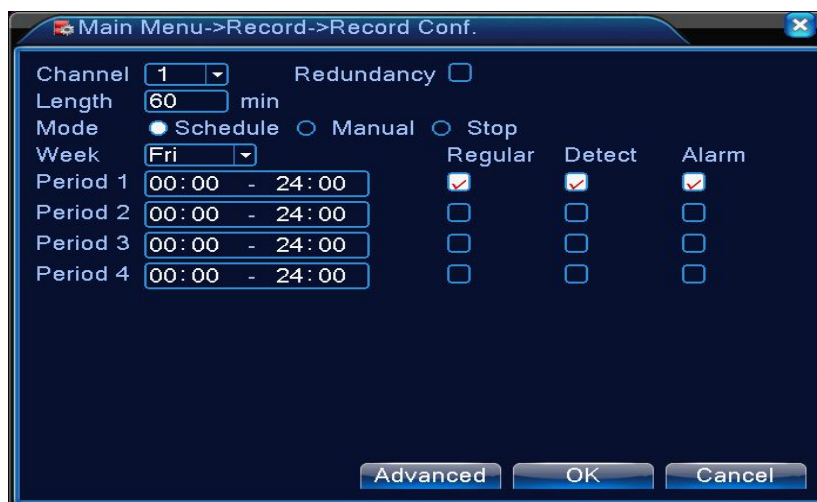 Main Menu->Record->Record Conf.
Channel 1 Redundancy
Length 60 min
Mode Schedule Manual Stop
Week Fri Regular Detect Alarm
Period 1 00:00 - 24:00
Period 2 00:00 - 24:00
Period 3 00:00 - 24:00
Period 4 00:00 - 24:00
Advanced OK Cancel